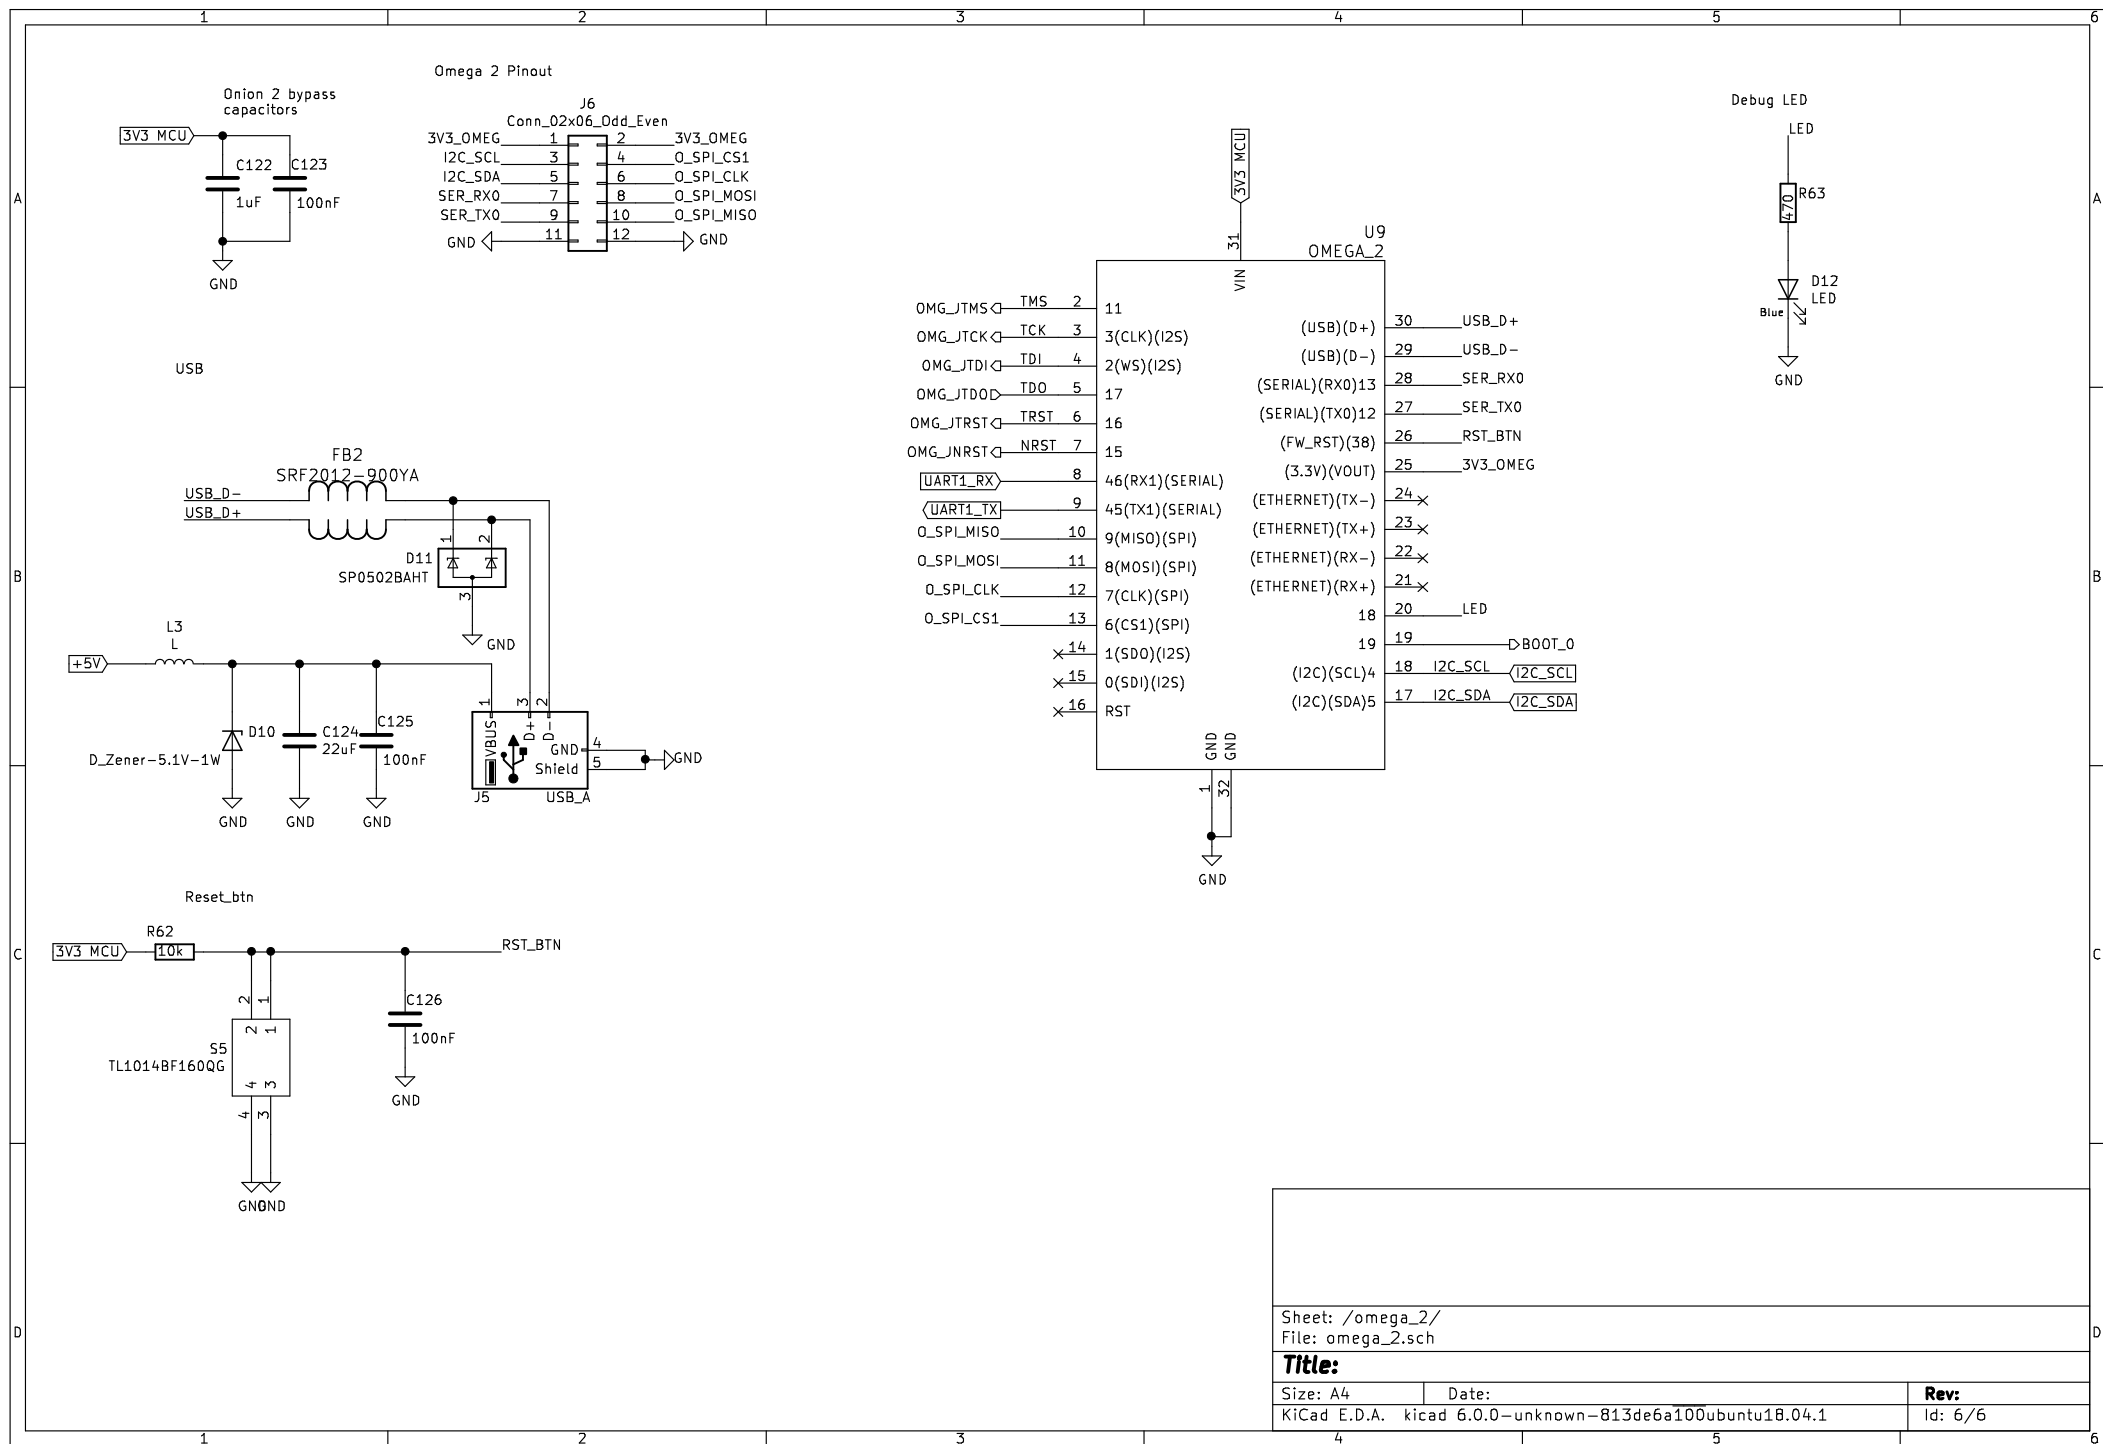 1 2 3 4 5 6
A
B
C
D
A
B
C
D
1 2 3 4 5 6
Onion 2 bypass
capacitors
3V3 MCU
C122
1uF
C123
100nF
GND
Omega 2 Pinout
J6
Conn_02x06_Odd_Even
3V3_OMEG 1 2 3V3_OMEG
I2C_SCL 3 4 O_SPI_CS1
I2C_SDA 5 6 O_SPI_CLK
SER_RX0 7 8 O_SPI_MOSI
SER_TX0 9 10 O_SPI_MISO
GND 11 12 GND
USB
FB2
SRF2012-900YA
USB_D-
USB_D+
1 2
D11
SP0502BAHT
3
GND
L3
L
+5V
D10
D_Zener-5.1V-1W
GND
C124
22uF
GND
C125
100nF
GND
1 3 2
VBUS D+ D-
GND 4
Shield 5
GND
J5 USB_A
Reset_btn
R62
3V3 MCU 10k
RST_BTN
2 1
2 1
S5
TL1014BF160QG
4 3
4 3
GND GND
C126
100nF
GND
3V3 MCU
31
VIN
U9
OMEGA_2
OMG_JTMS TMS 2 11
OMG_JTCK TCK 3 3(CLK)(I2S)
OMG_JTDI TDI 4 2(WS)(I2S)
OMG_JTDO TDO 5 17
OMG_JTRST TRST 6 16
OMG_JNRST NRST 7 15
UART1_RX 8 46(RX1)(SERIAL)
UART1_TX 9 45(TX1)(SERIAL)
O_SPI_MISO 10 9(MISO)(SPI)
O_SPI_MOSI 11 8(MOSI)(SPI)
O_SPI_CLK 12 7(CLK)(SPI)
O_SPI_CS1 13 6(CS1)(SPI)
14 1(SDO)(I2S)
15 0(SDI)(I2S)
16 RST
(USB)(D+) 30 USB_D+
(USB)(D-) 29 USB_D-
(SERIAL)(RX0)13 28 SER_RX0
(SERIAL)(TX0)12 27 SER_TX0
(FW_RST)(38) 26 RST_BTN
(3.3V)(VOUT) 25 3V3_OMEG
(ETHERNET)(TX-) 24
(ETHERNET)(TX+) 23
(ETHERNET)(RX-) 22
(ETHERNET)(RX+) 21
18 20 LED
19 19 BOOT_0
(I2C)(SCL)4 18 I2C_SCL I2C_SCL
(I2C)(SDA)5 17 I2C_SDA I2C_SDA
GND GND
1 32
GND
Debug LED
LED
R63
470
D12
LED
Blue
GND
Sheet: /omega_2/
File: omega_2.sch
Title:
Size: A4 Date: Rev:
KiCad E.D.A. kicad 6.0.0-unknown-813de6a100ubuntu18.04.1 Id: 6/6